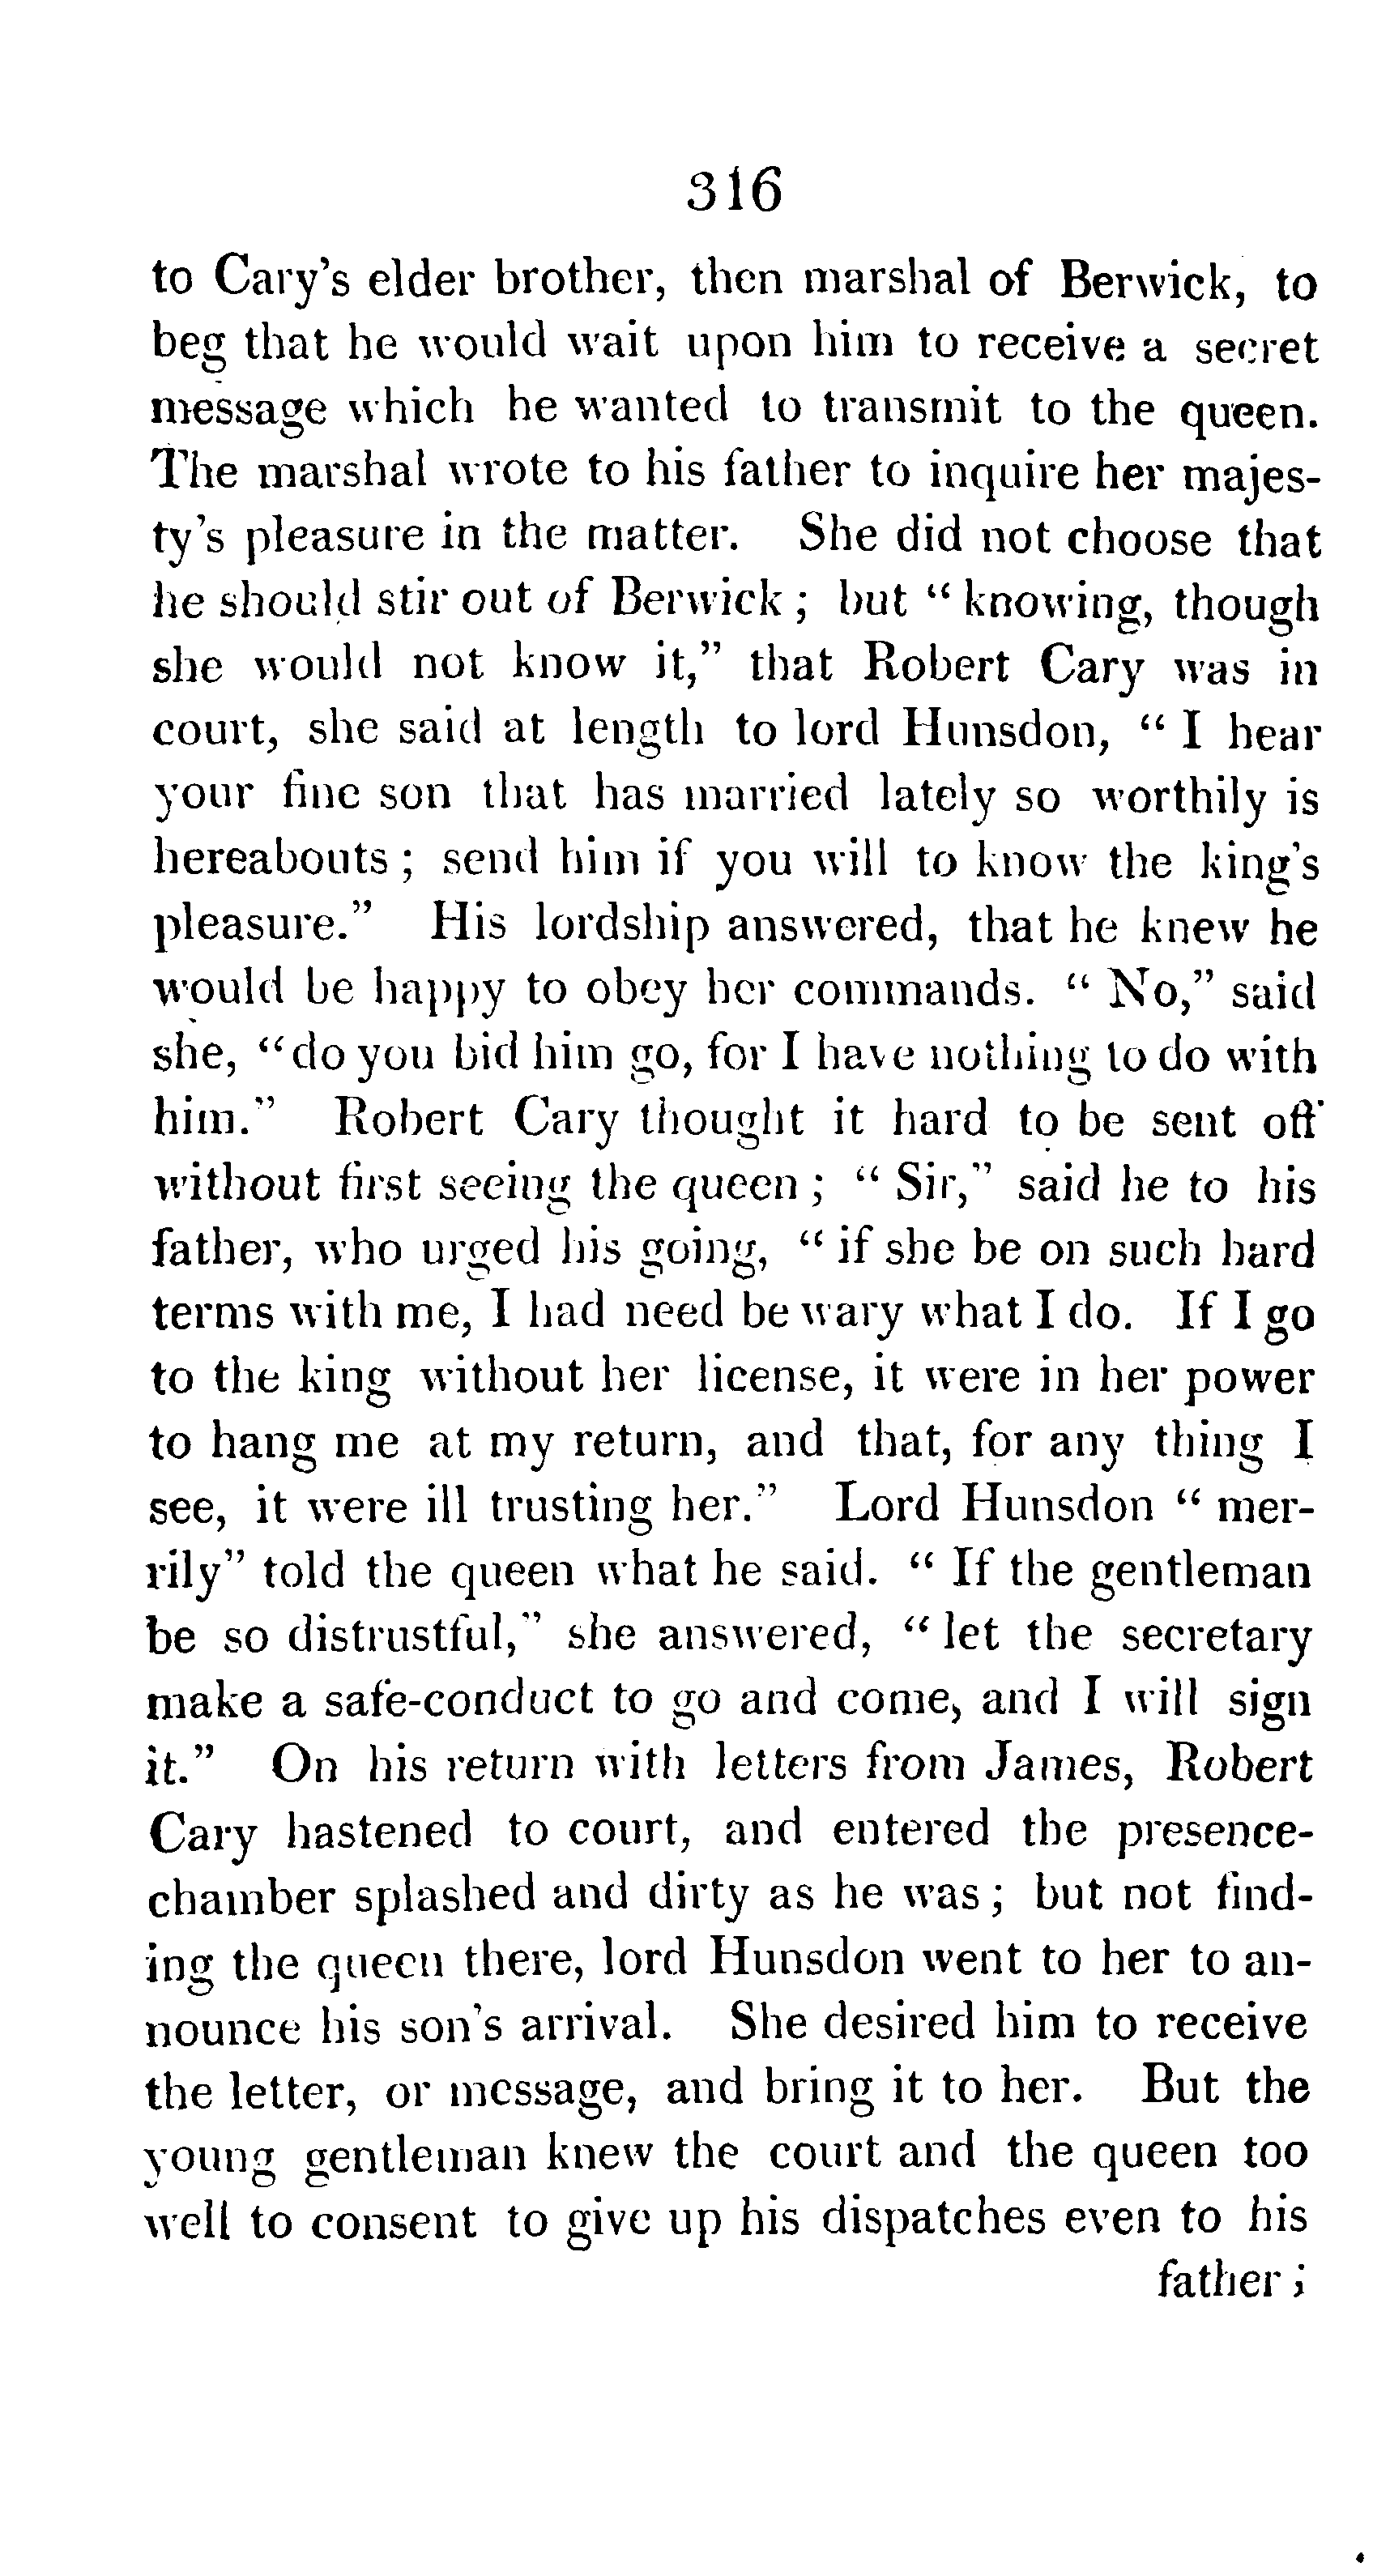 316
to Cary's elder brother, then marshal of Berwick, to
beg that he would wait upon him to receive a secret
message which he wanted to transmit to the queen.
The marshal wrote to his father to inquire her majes-
ty's pleasure in the matter. She did not choose that
he should stir out of Berwick; but "knowing, though
she would not know it," that Robert Cary was in
court, she said at length to lord Hunsdon, "I hear
your fine son that has married lately so worthily is
hereabouts; send him if you will to know the king's
pleasure." His lordship answered, that he knew he
would be happy to obey her commands. "No," said
she, "do you bid him go, for I have nothing to do with
him." Robert Cary thought it hard to be sent off
without first seeing the queen; "Sir," said he to his
father, who urged his going, "if she be on such hard
terms with me, I had need be wary what I do. If I go
to the king without her license, it were in her power
to hang me at my return, and that, for any thing I
see, it were ill trusting her." Lord Hunsdon "mer-
rily" told the queen what he said. "If the gentleman
be so distrustful," she answered, "let the secretary
make a safe-conduct to go and come, and I will sign
it." On his return with letters from James, Robert
Cary hastened to court, and entered the presence-
chamber splashed and dirty as he was; but not find-
ing the queen there, lord Hunsdon went to her to an-
nounce his son's arrival. She desired him to receive
the letter, or message, and bring it to her. But the
young gentleman knew the court and the queen too
well to consent to give up his dispatches even to his
father;